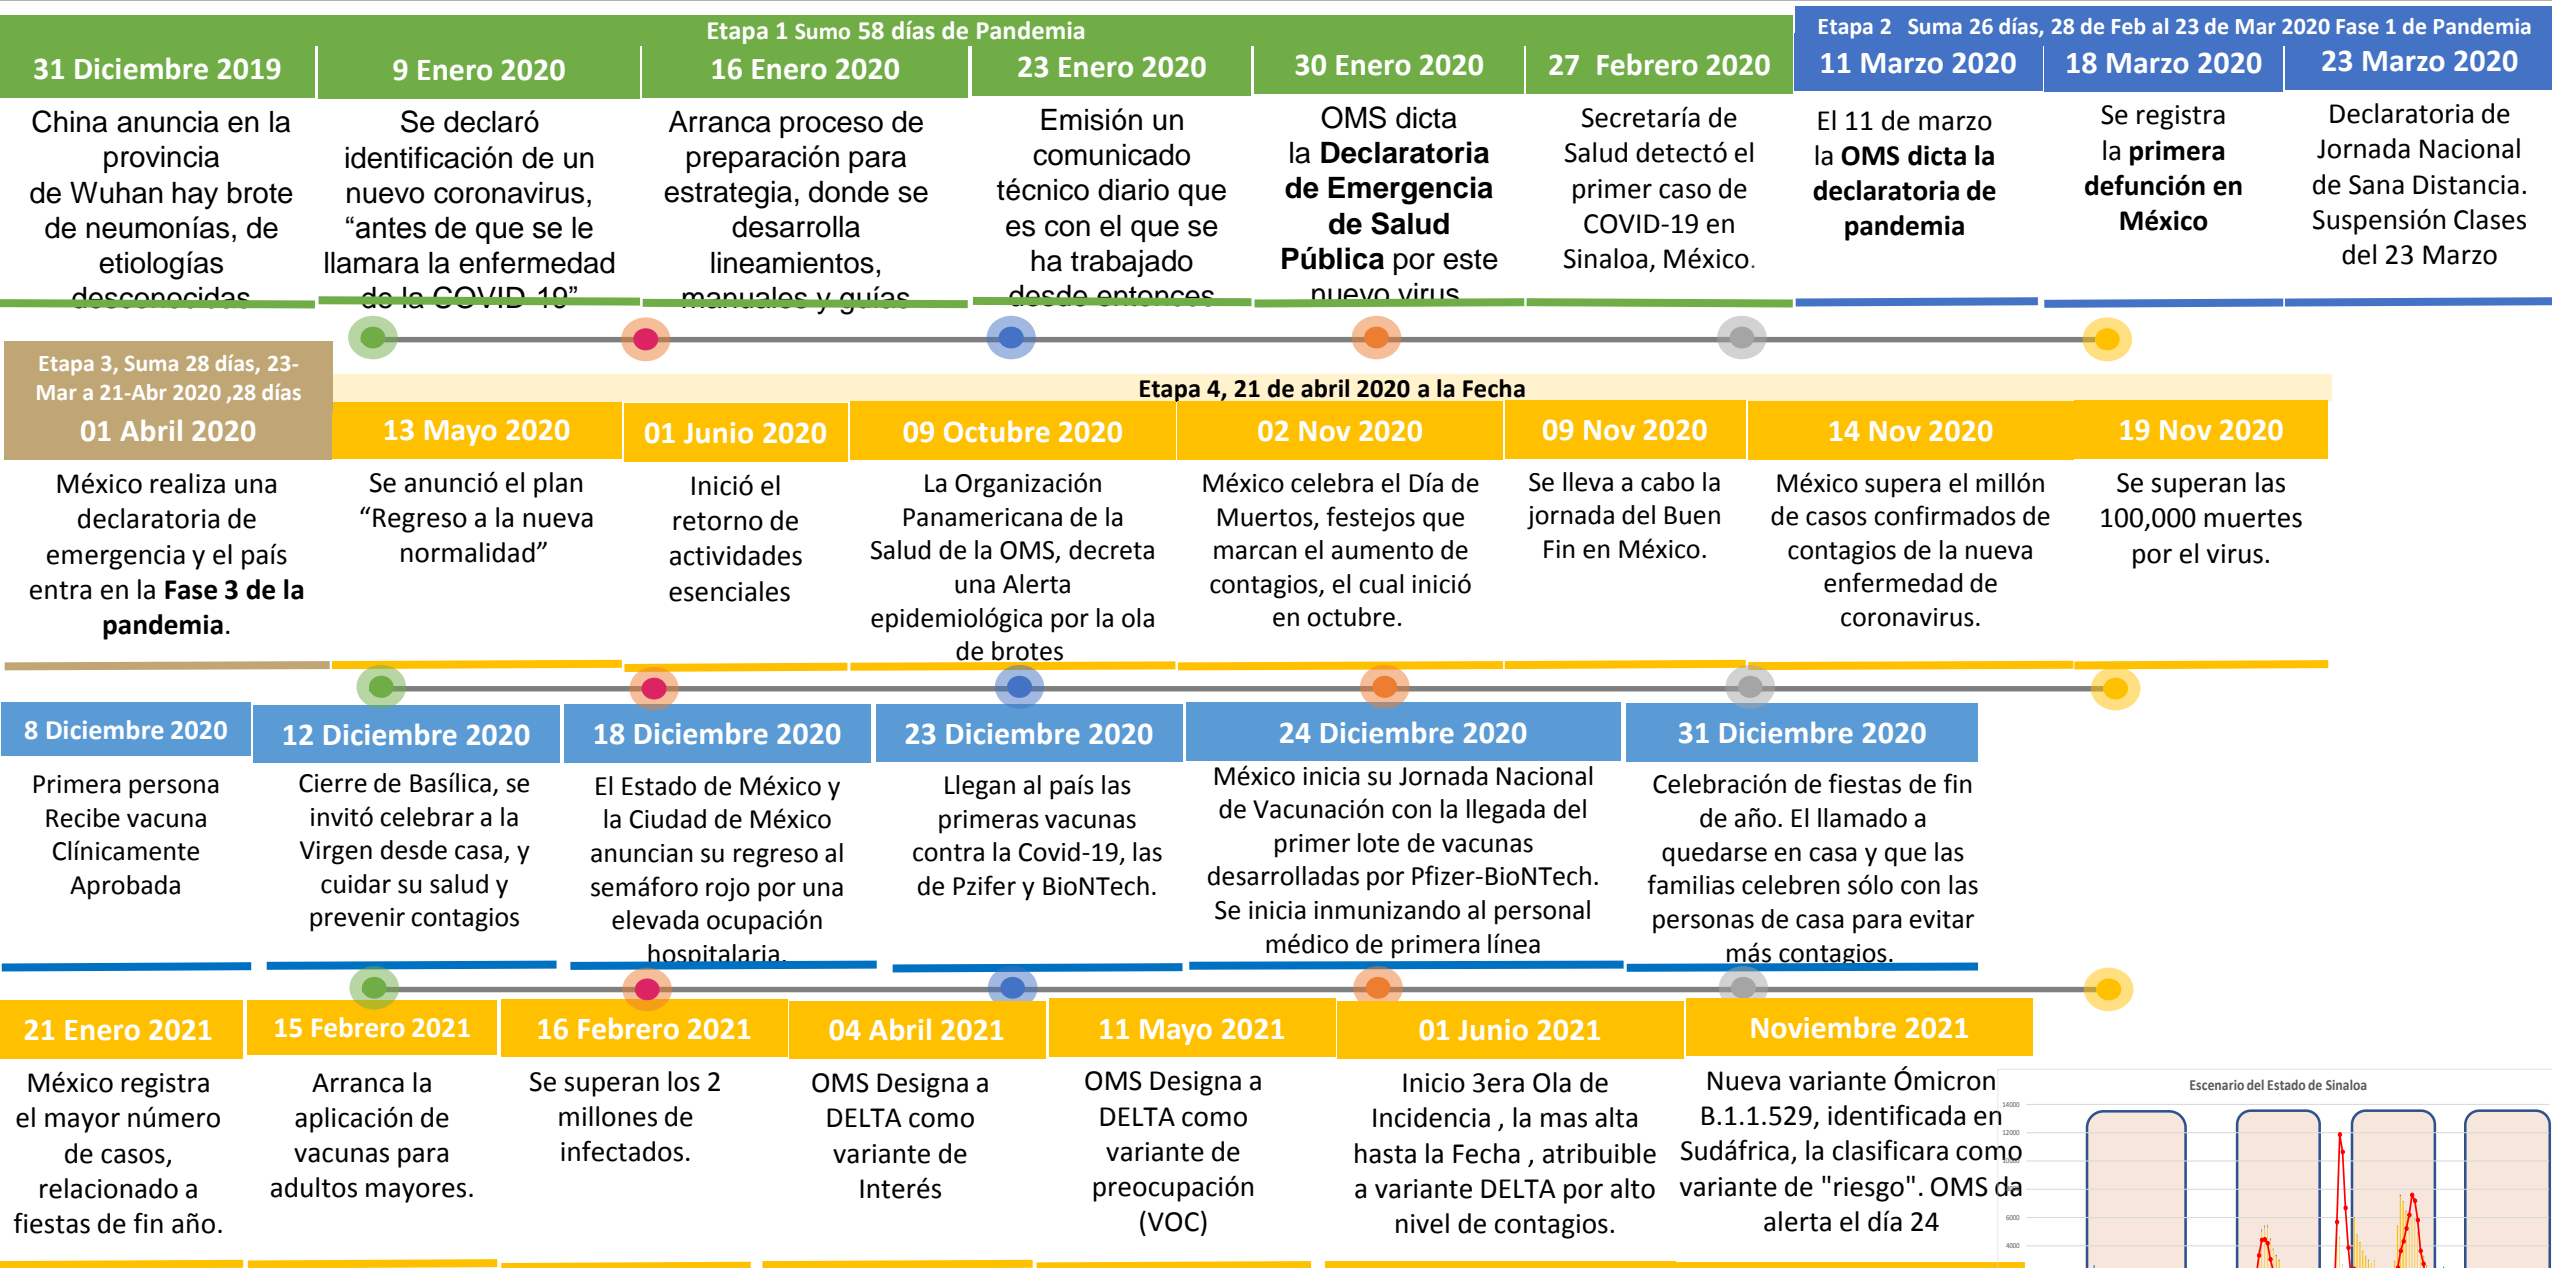 Etapa 1 Sumo 58 días de Pandemia
Etapa 2 Suma 26 días, 28 de Feb al 23 de Mar 2020 Fase 1 de Pandemia
31 Diciembre 2019
China anuncia en la
provincia
de Wuhan hay brote
de neumonías, de
etiologías
desconocidas
9 Enero 2020
Se declaró
identificación de un
nuevo coronavirus,
“antes de que se le
llamara la enfermedad
de la COVID-19”
16 Enero 2020
Arranca proceso de
preparación para
estrategia, donde se
desarrolla
lineamientos,
manuales y guías
23 Enero 2020
Emisión un
comunicado
técnico diario que
es con el que se
ha trabajado
desde entonces
30 Enero 2020
OMS dicta
la Declaratoria
de Emergencia
de Salud
Pública por este
nuevo virus
27 Febrero 2020
Secretaría de
Salud detectó el
primer caso de
COVID-19 en
Sinaloa, México.
11 Marzo 2020
El 11 de marzo
la OMS dicta la
declaratoria de
pandemia
18 Marzo 2020
Se registra
la primera
defunción en
México
23 Marzo 2020
Declaratoria de
Jornada Nacional
de Sana Distancia.
Suspensión Clases
del 23 Marzo
Etapa 3, Suma 28 días, 23-
Mar a 21-Abr 2020 ,28 días
Etapa 4, 21 de abril 2020 a la Fecha
01 Abril 2020
México realiza una
declaratoria de
emergencia y el país
entra en la Fase 3 de la
pandemia.
13 Mayo 2020
Se anunció el plan
“Regreso a la nueva
normalidad”
01 Junio 2020
Inició el
retorno de
actividades
esenciales
09 Octubre 2020
La Organización
Panamericana de la
Salud de la OMS, decreta
una Alerta
epidemiológica por la ola
de brotes
02 Nov 2020
México celebra el Día de
Muertos, festejos que
marcan el aumento de
contagios, el cual inició
en octubre.
09 Nov 2020
Se lleva a cabo la
jornada del Buen
Fin en México.
14 Nov 2020
México supera el millón
de casos confirmados de
contagios de la nueva
enfermedad de
coronavirus.
19 Nov 2020
Se superan las
100,000 muertes
por el virus.
8 Diciembre 2020
Primera persona
Recibe vacuna
Clínicamente
Aprobada
12 Diciembre 2020
Cierre de Basílica, se
invitó celebrar a la
Virgen desde casa, y
cuidar su salud y
prevenir contagios
18 Diciembre 2020
El Estado de México y
la Ciudad de México
anuncian su regreso al
semáforo rojo por una
elevada ocupación
hospitalaria.
23 Diciembre 2020
Llegan al país las
primeras vacunas
contra la Covid-19, las
de Pzifer y BioNTech.
24 Diciembre 2020
México inicia su Jornada Nacional
de Vacunación con la llegada del
primer lote de vacunas
desarrolladas por Pfizer-BioNTech.
Se inicia inmunizando al personal
médico de primera línea
31 Diciembre 2020
Celebración de fiestas de fin
de año. El llamado a
quedarse en casa y que las
familias celebren sólo con las
personas de casa para evitar
más contagios.
21 Enero 2021
México registra
el mayor número
de casos,
relacionado a
fiestas de fin año.
15 Febrero 2021
Arranca la
aplicación de
vacunas para
adultos mayores.
16 Febrero 2021
Se superan los 2
millones de
infectados.
04 Abril 2021
OMS Designa a
DELTA como
variante de
Interés
11 Mayo 2021
OMS Designa a
DELTA como
variante de
preocupación
(VOC)
01 Junio 2021
Inicio 3era Ola de
Incidencia , la mas alta
hasta la Fecha , atribuible
a variante DELTA por alto
nivel de contagios.
Noviembre 2021
Nueva variante Ómicron
B.1.1.529, identificada en
Sudáfrica, la clasificara como
variante de "riesgo". OMS da
alerta el día 24
Escenario del Estado de Sinaloa
14000
12000
6000
4000